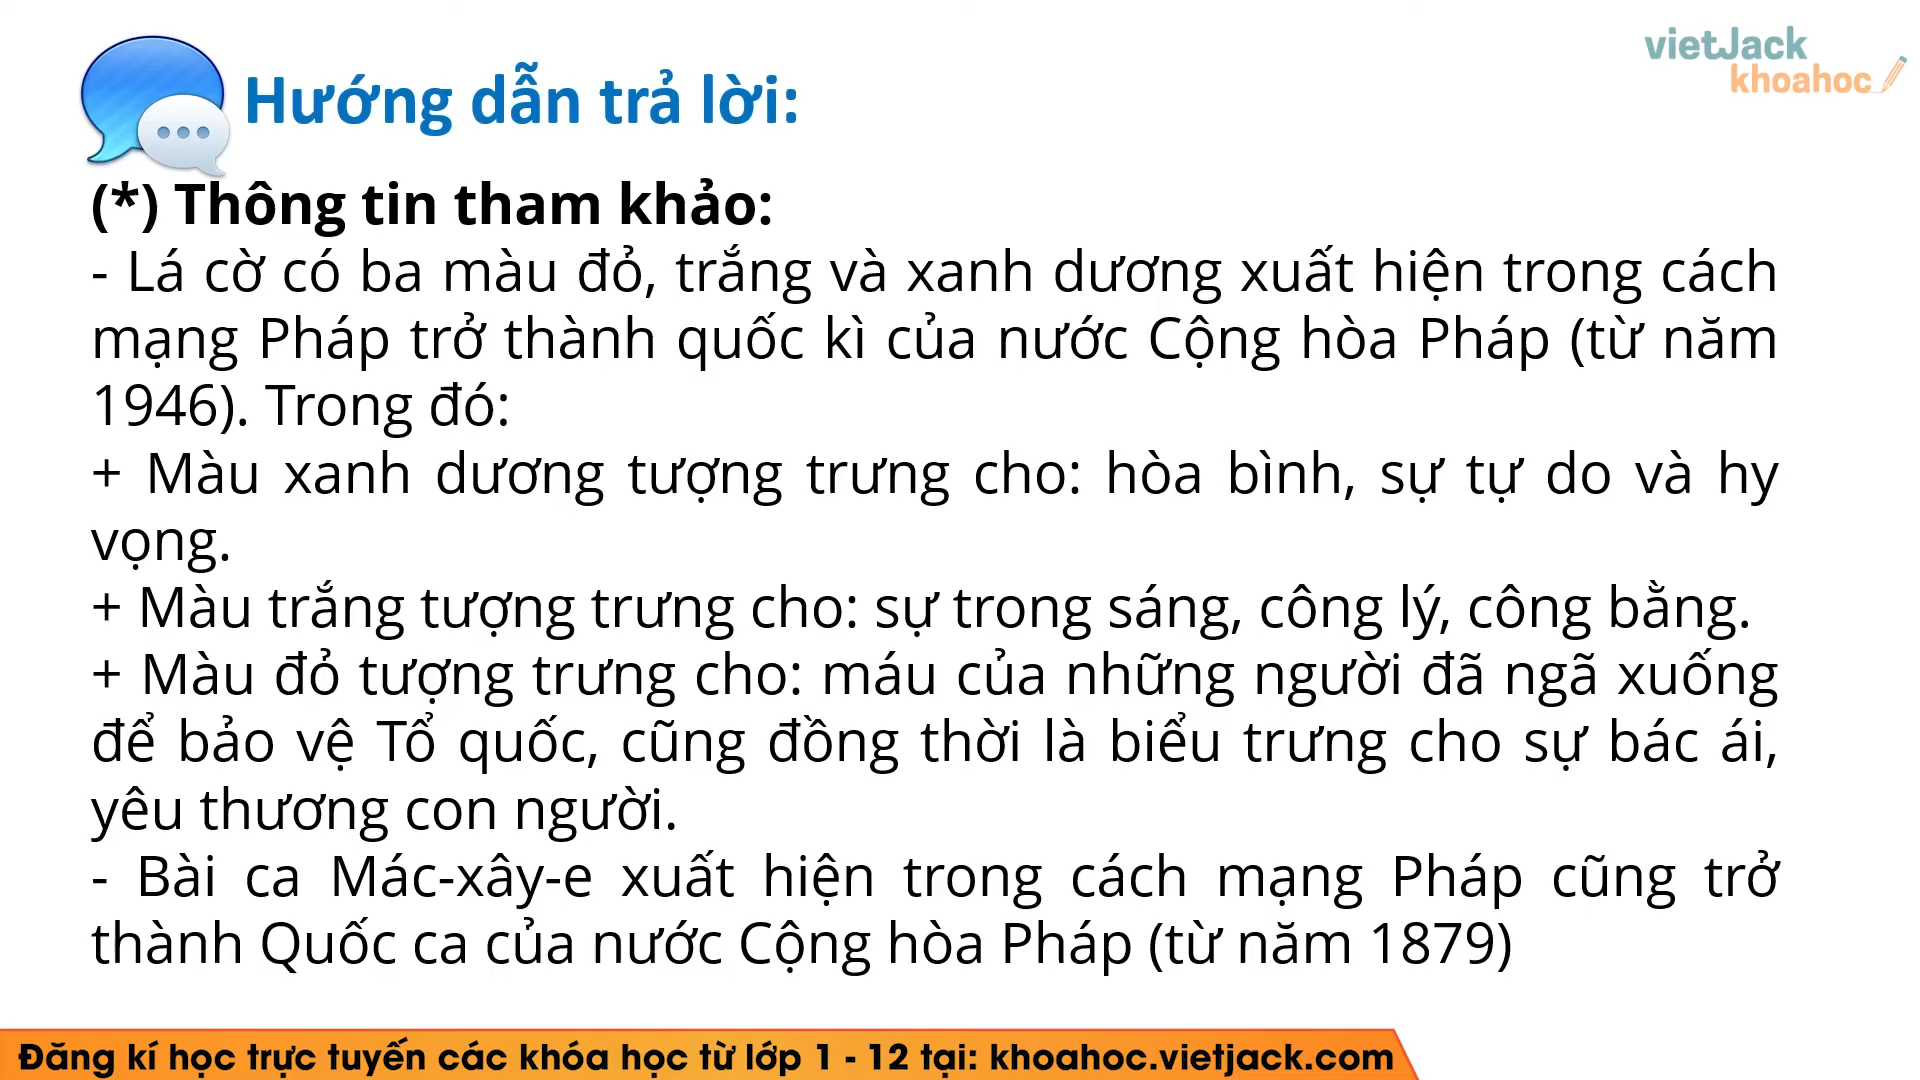 vietJack
khoahoc
Hướng dẫn trả lời:
(*) Thông tin tham khảo:
- Lá cờ có ba màu đỏ, trắng và xanh dương xuất hiện trong cách
mạng Pháp trở thành quốc kì của nước Cộng hòa Pháp (từ năm
1946). Trong đó:
+ Màu xanh dương tượng trưng cho: hòa bình, sự tự do và hy
vọng.
+ Màu trắng tượng trưng cho: sự trong sáng, công lý, công bằng.
+ Màu đỏ tượng trưng cho: máu của những người đã ngã xuống
để bảo vệ Tổ quốc, cũng đồng thời là biểu trưng cho sự bác ái,
yêu thương con người.
- Bài ca Mác-xây-e xuất hiện trong cách mạng Pháp cũng trở
thành Quốc ca của nước Cộng hòa Pháp (từ năm 1879)
Đăng kí học trực tuyến các khóa học từ lớp 1 - 12 tại: khoahoc.vietjack.com